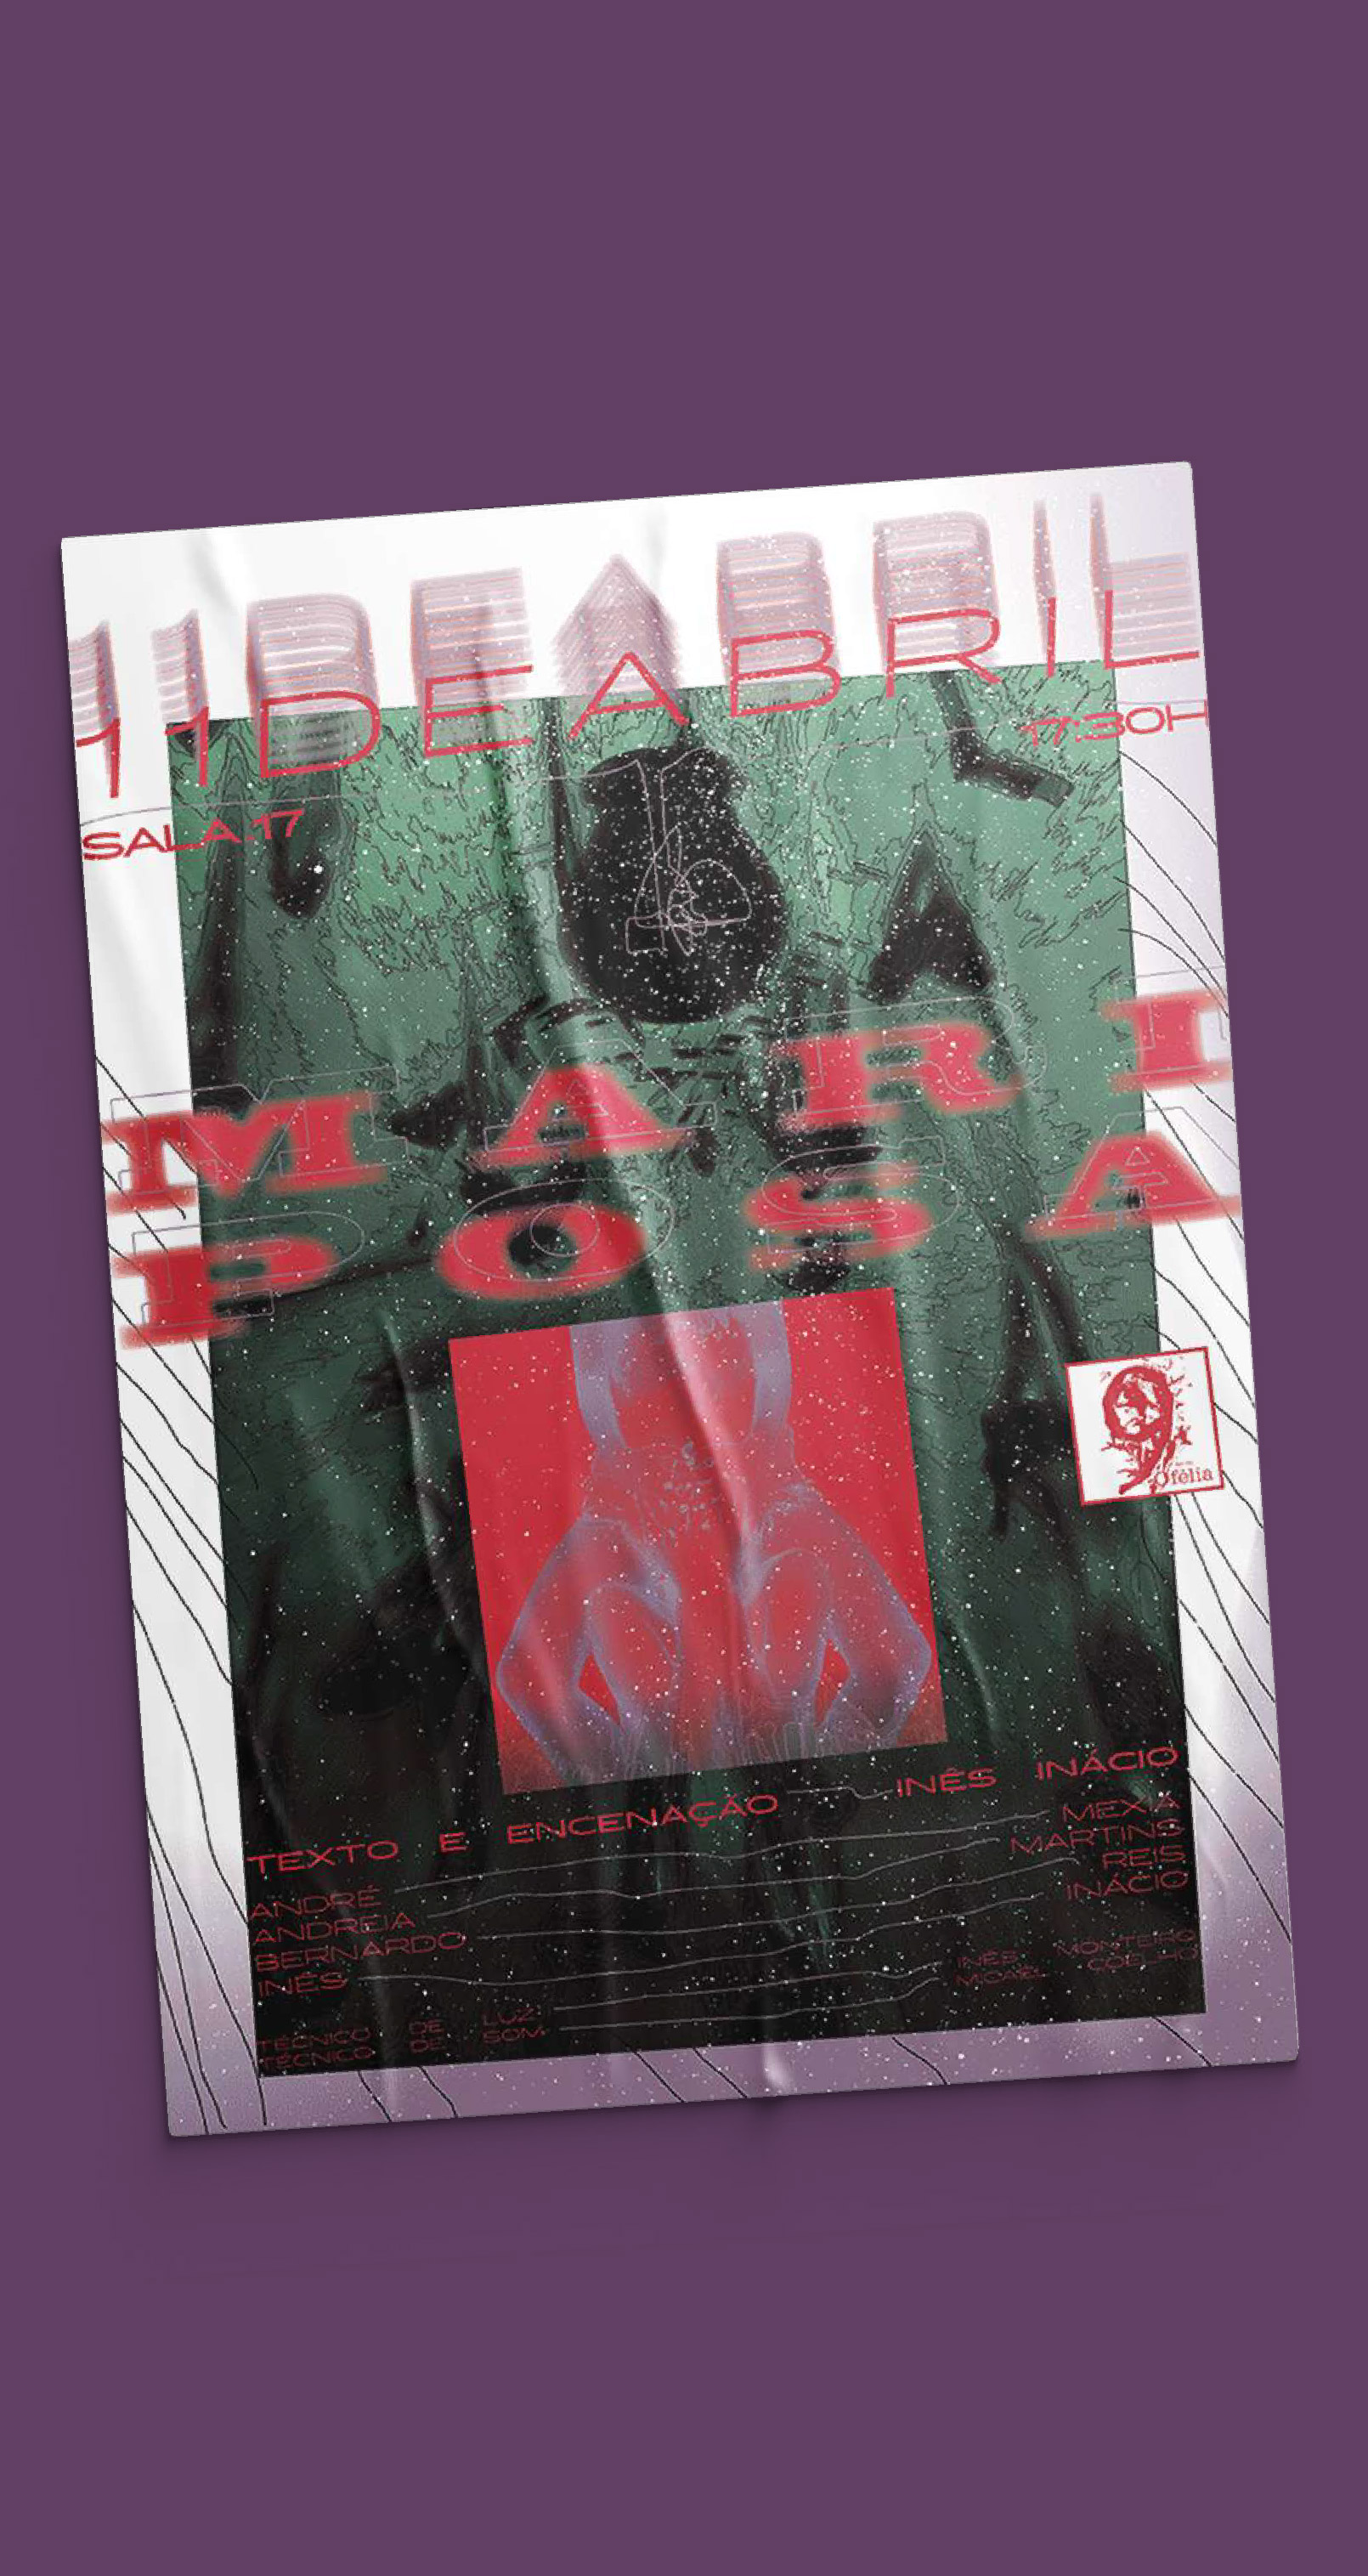 11DEABRIL
17:30H
SALA.17
MARI
POSA
Ofélia
TEXTO E ENCENAÇÃO INÊS INÁCIO
ANDRÉ MEXIA
ANDREIA MARTINS
BERNARDO REIS
INÊS INÁCIO
TÉCNICO DE LUZ: INÊS MONTEIRO
TÉCNICO DE SOM: MICAEL COELHO